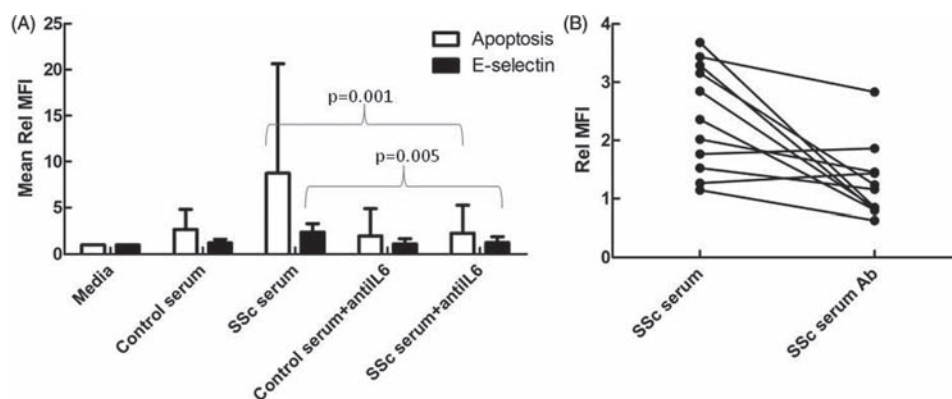 (A)
25
20
15
10
5
0
Mean Rel MFI
Apoptosis
E-selectin
p=0.001
p=0.005
Media
Control serum
SSc serum
Control serum+antiIL6
SSc serum+antiIL6
(B)
4
3
2
1
0
Rel MFI
SSc serum
SSc serum Ab